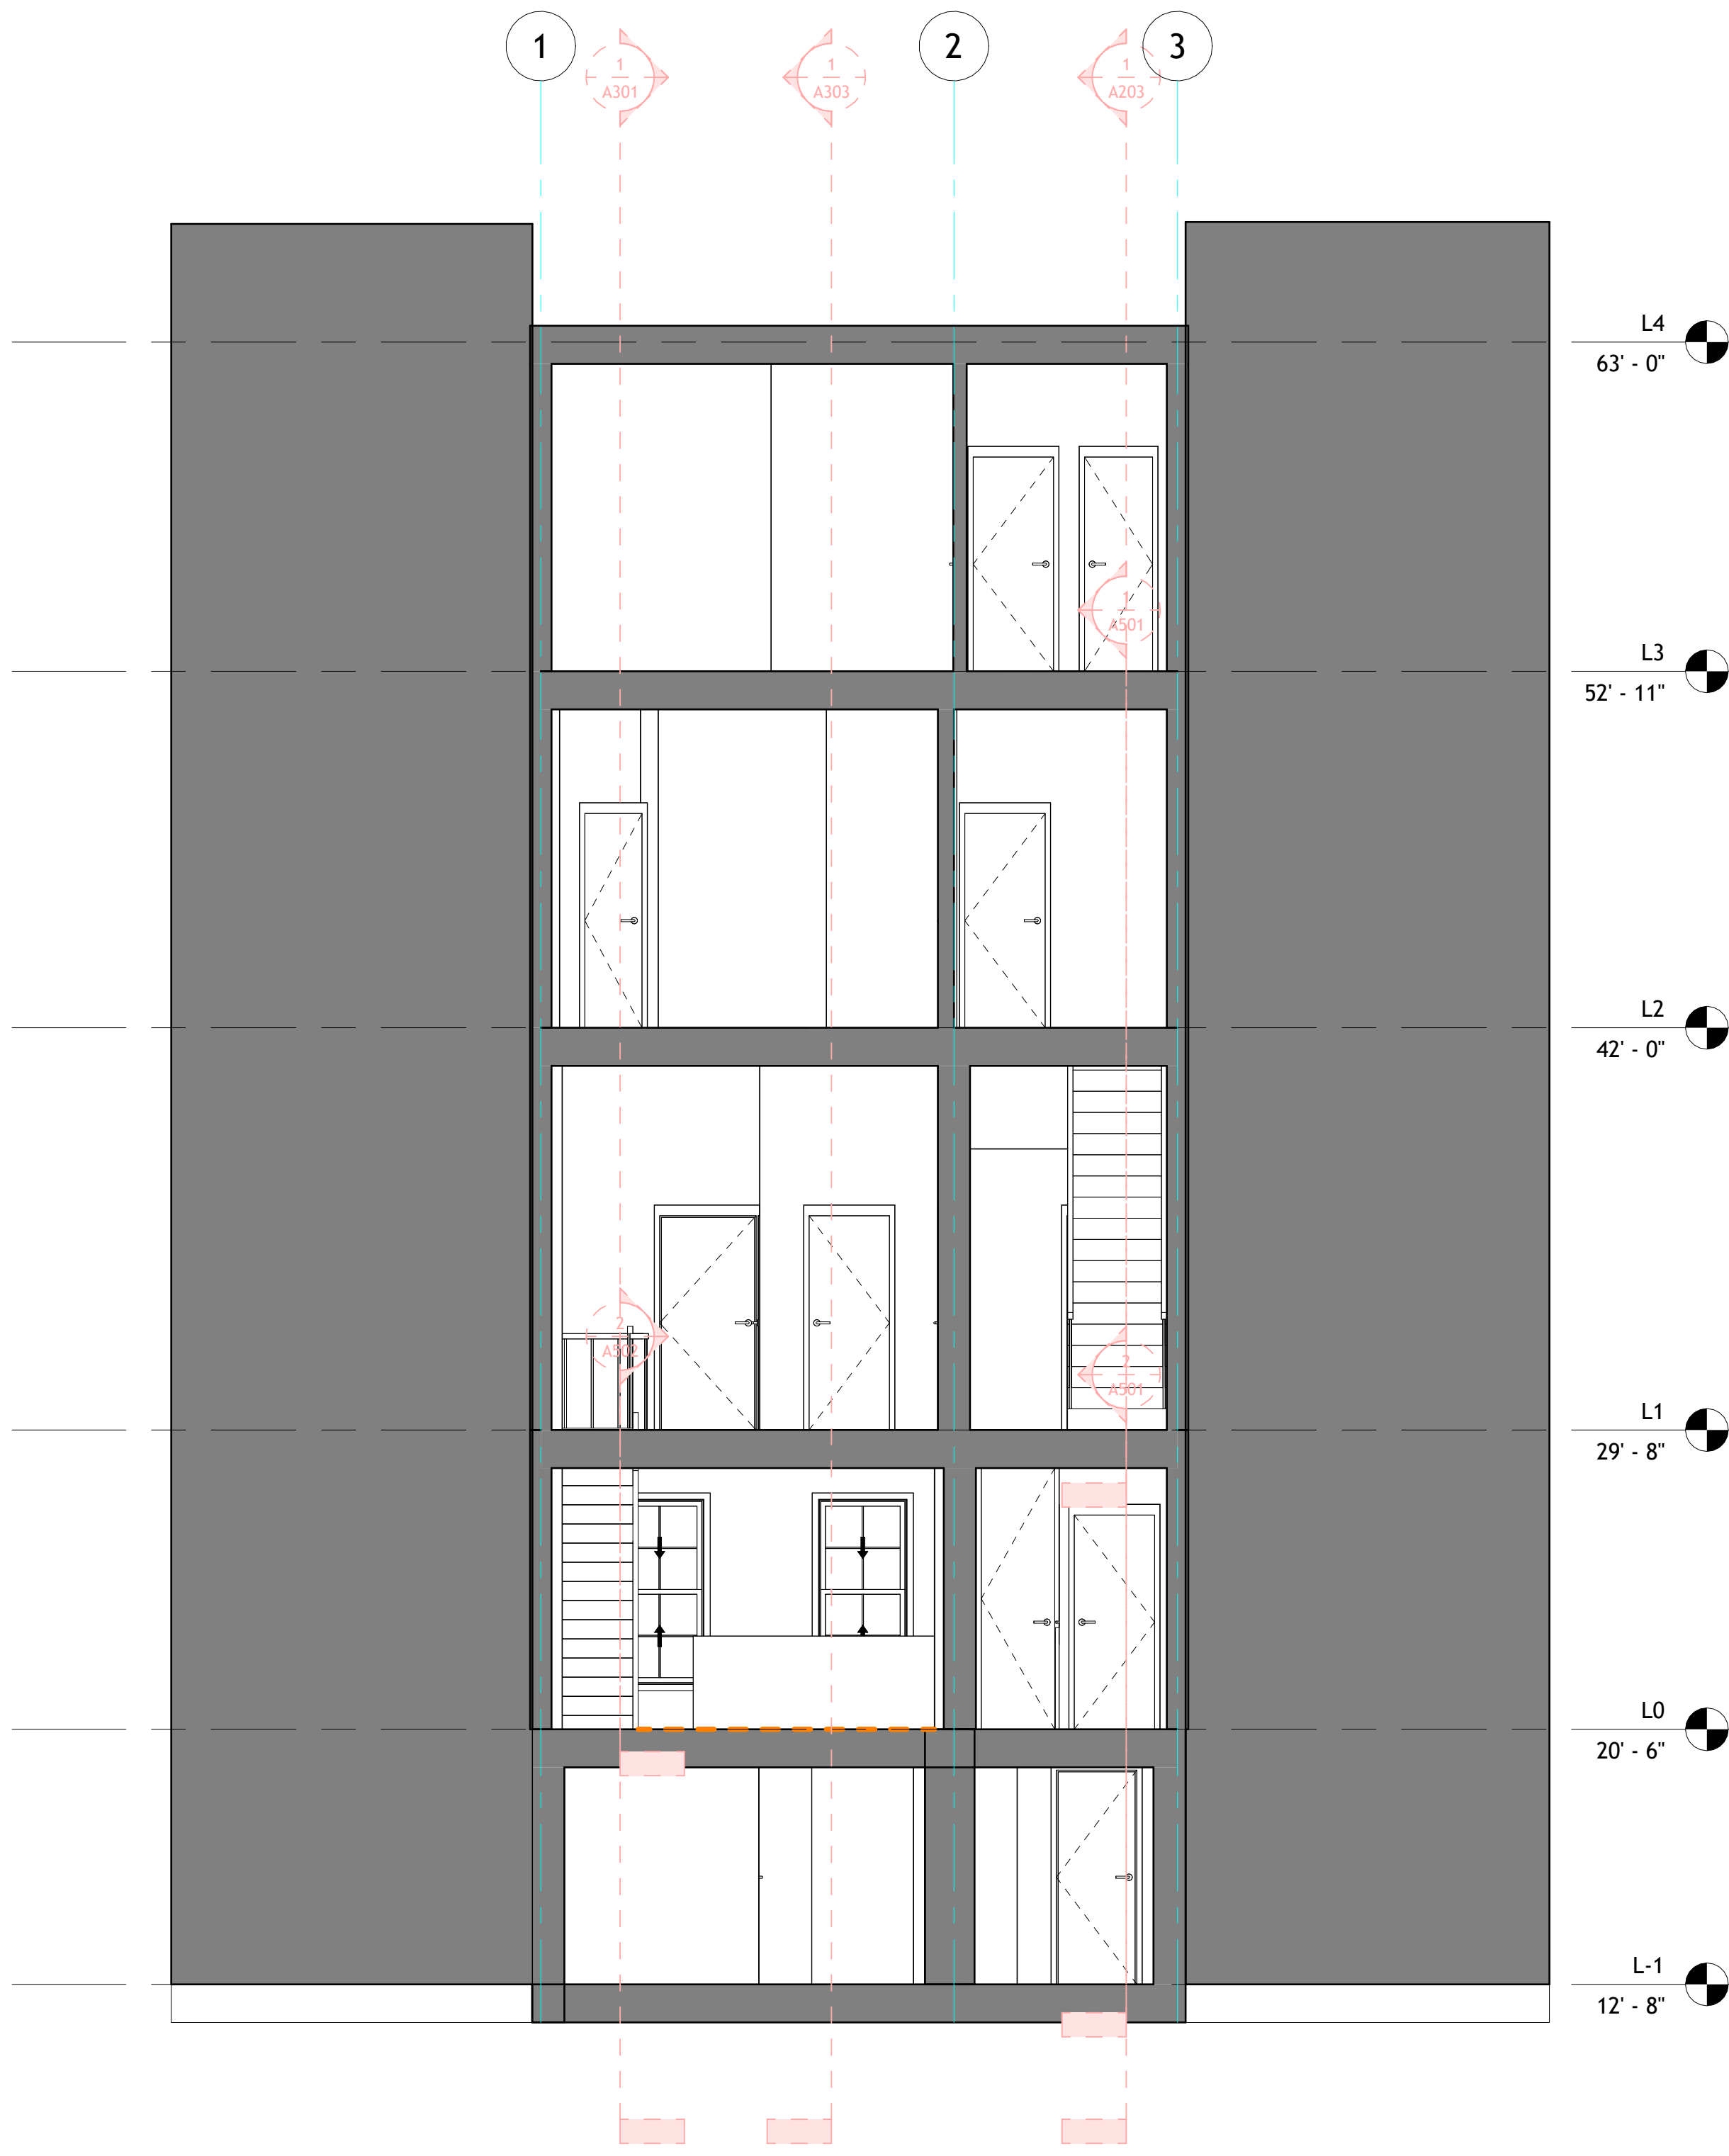 1
2
3
1
A301
1
A303
1
A203
L4
63' - 0"
1
A501
L3
52' - 11"
L2
42' - 0"
2
A502
2
A501
L1
29' - 8"
L0
20' - 6"
L-1
12' - 8"